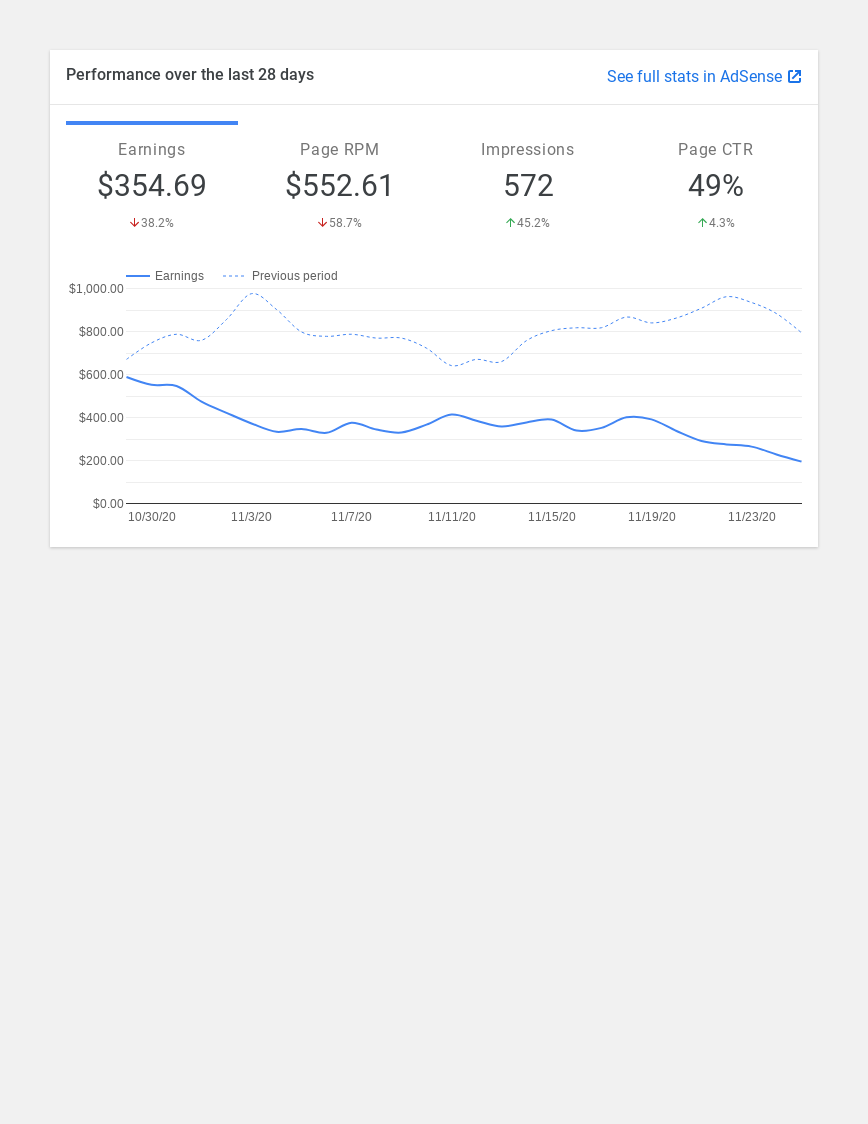 Performance over the last 28 days
See full stats in AdSense
Earnings
Page RPM
Impressions
Page CTR
$354.69
$552.61
572
49%
38.2%
58.7%
45.2%
4.3%
Earnings
Previous period
$1,000.00
$800.00
$600.00
$400.00
$200.00
$0.00
10/30/20
11/3/20
11/7/20
11/11/20
11/15/20
11/19/20
11/23/20